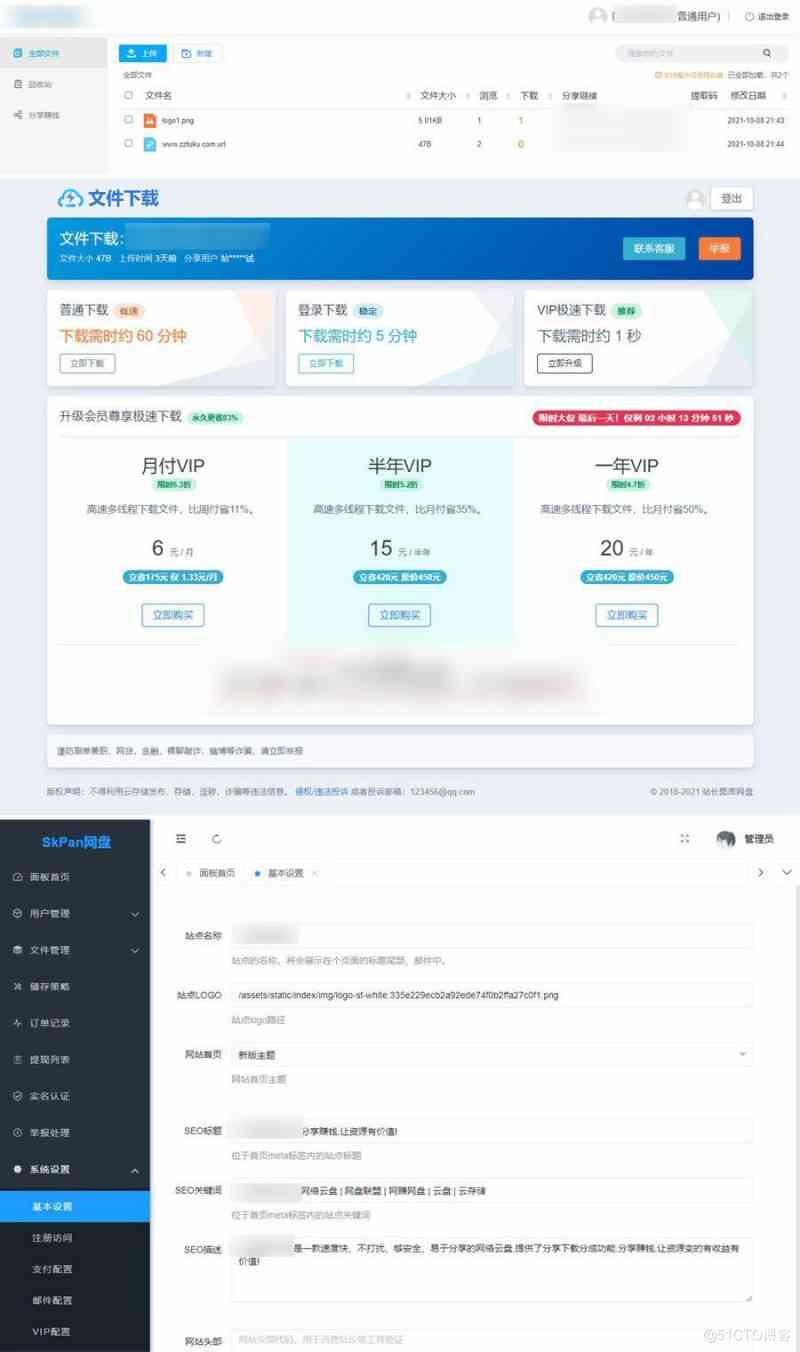 普通用户)
退出登录
全部文件
回收站
分享赚钱
上传
新建
搜索您的文件
全部文件
已全部加载，共2个
文件名 文件大小 浏览 下载 分享链接 提取码 修改日期
logo1.png 5.01KB 1 1 2021-10-08 21:43
www.zztuku.com.url 47B 2 0 2021-10-08 21:44
文件下载
登出
文件下载:
文件大小 47B 上传时间 3天前 分享用户 站*****试
联系客服
举报
普通下载 低速
下载需时约 60 分钟
立即下载
登录下载 稳定
下载需时约 5 分钟
立即下载
VIP极速下载 推荐
下载需时约 1 秒
立即升级
升级会员尊享极速下载 永久更省83%
限时大促 最后一天！仅剩 02 小时 13 分钟 51 秒
月付VIP
限时6.3折
高速多线程下载文件，比周付省11%。
6 元 / 月
立省175元 仅 1.33元/月
立即购买
半年VIP
限时5.2折
高速多线程下载文件，比月付省35%。
15 元 / 半年
立省420元 原价450元
立即购买
一年VIP
限时4.7折
高速多线程下载文件，比月付省50%。
20 元 / 年
立省420元 原价450元
立即购买
谨防刷单兼职，网贷，金融，裸聊敲诈，赌博等诈骗，请立即举报
版权声明：不得利用云存储发布、存储、淫秽、诈骗等违法信息。 侵权/违法投诉 或者投诉邮箱：123456@qq.com
© 2018-2021 站长图库网盘
SkPan网盘
面板首页
用户管理
文件管理
储存策略
订单记录
提现列表
实名认证
举报处理
系统设置
基本设置
注册访问
支付配置
邮件配置
VIP配置
管理员
面板首页
基本设置
站点名称
站点的名称，将会展示在个页面的标题尾部，邮件中。
站点LOGO /assets/static/index/img/logo-st-white.335e229ecb2a92ede74f0b2ffa27c0f1.png
站点logo路径
网站首页 新版主题
网站首页主题
SEO标题 分享赚钱,让资源有价值!
位于首页meta标签内的站点标题
SEO关键词 网络云盘 | 网盘联盟 | 网赚网盘 | 云盘 | 云存储
位于首页meta标签内的站点关键词
SEO描述 是一款速度快、不打扰、够安全、易于分享的网络云盘,提供了分享下载分成功能,分享赚钱,让资源变的有收益有
价值!
网站头部 网站头部代码，用于百度站长等工具验证
@51CTO博客